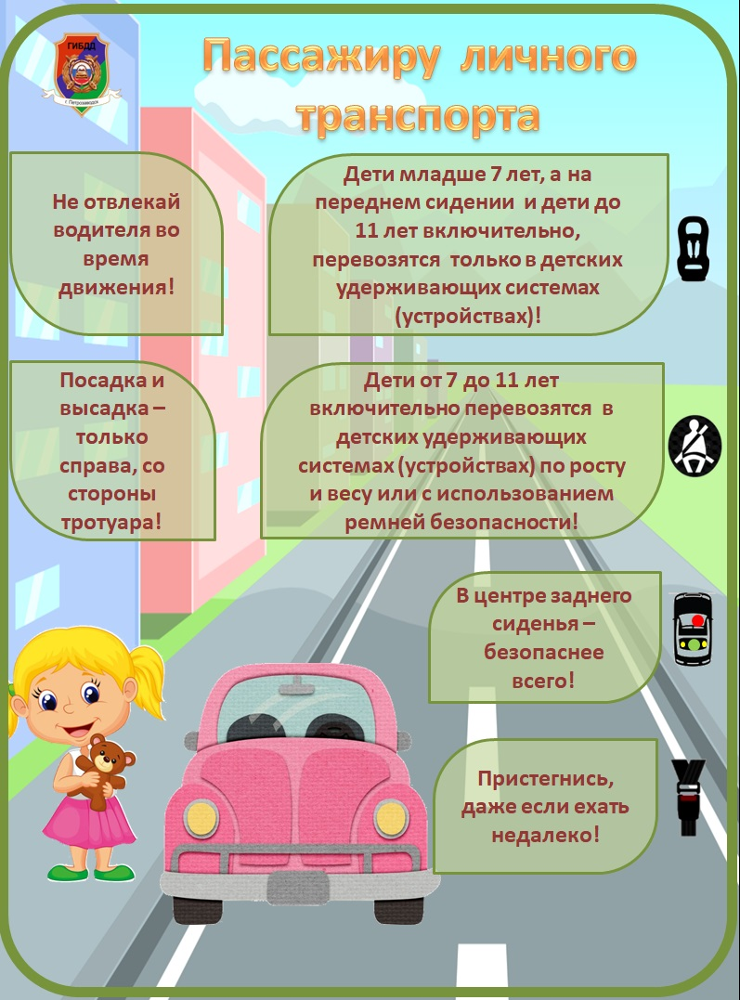 ГИБДД
г. Петрозаводск
Пассажиру личного
транспорта
Не отвлекай
водителя во
время
движения!
Дети младше 7 лет, а на
переднем сидении и дети до
11 лет включительно,
перевозятся только в детских
удерживающих системах
(устройствах)!
Посадка и
высадка –
только
справа, со
стороны
тротуара!
Дети от 7 до 11 лет
включительно перевозятся в
детских удерживающих
системах (устройствах) по росту
и весу или с использованием
ремней безопасности!
В центре заднего
сиденья –
безопаснее
всего!
Пристегнись,
даже если ехать
недалеко!